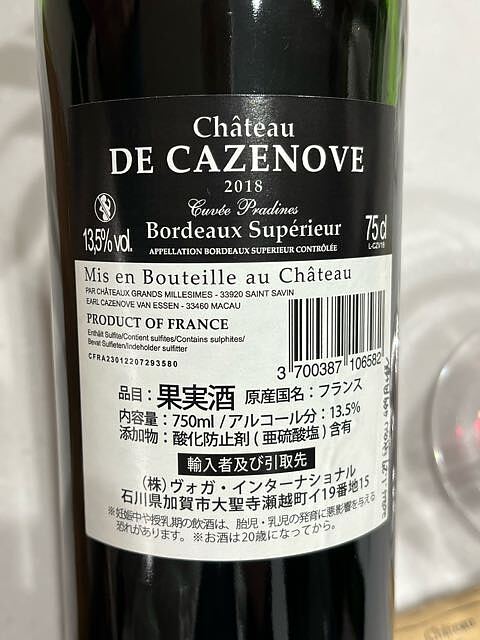 Château
DE CAZENOVE
2018
Cuvée Pradines
13,5% vol.
Bordeaux Supérieur
75 cl
L-CZV18
APPELLATION BORDEAUX SUPERIEUR CONTRÔLÉE
Mis en Bouteille au Château
PAR CHÂTEAUX GRANDS MILLESIMES - 33920 SAINT SAVIN
EARL CAZENOVE VAN ESSEN - 33460 MACAU
PRODUCT OF FRANCE
Enthält Sulfite/Contient sulfites/Contains sulphites/
Bevat Sulfieten/Indeholder sulfitter
CFRA23012207293580
3 700387 106582
品目：果実酒 原産国名：フランス
内容量：750ml / アルコール分：13.5%
添加物：酸化防止剤 ( 亜硫酸塩 ) 含有
輸入者及び引取先
（株）ヴォガ・インターナショナル
石川県加賀市大聖寺瀬越町イ19番地15
※妊娠中や授乳期の飲酒は、胎児・乳児の発育に悪影響を与える
恐れがあります。 ※お酒は20歳になってから。